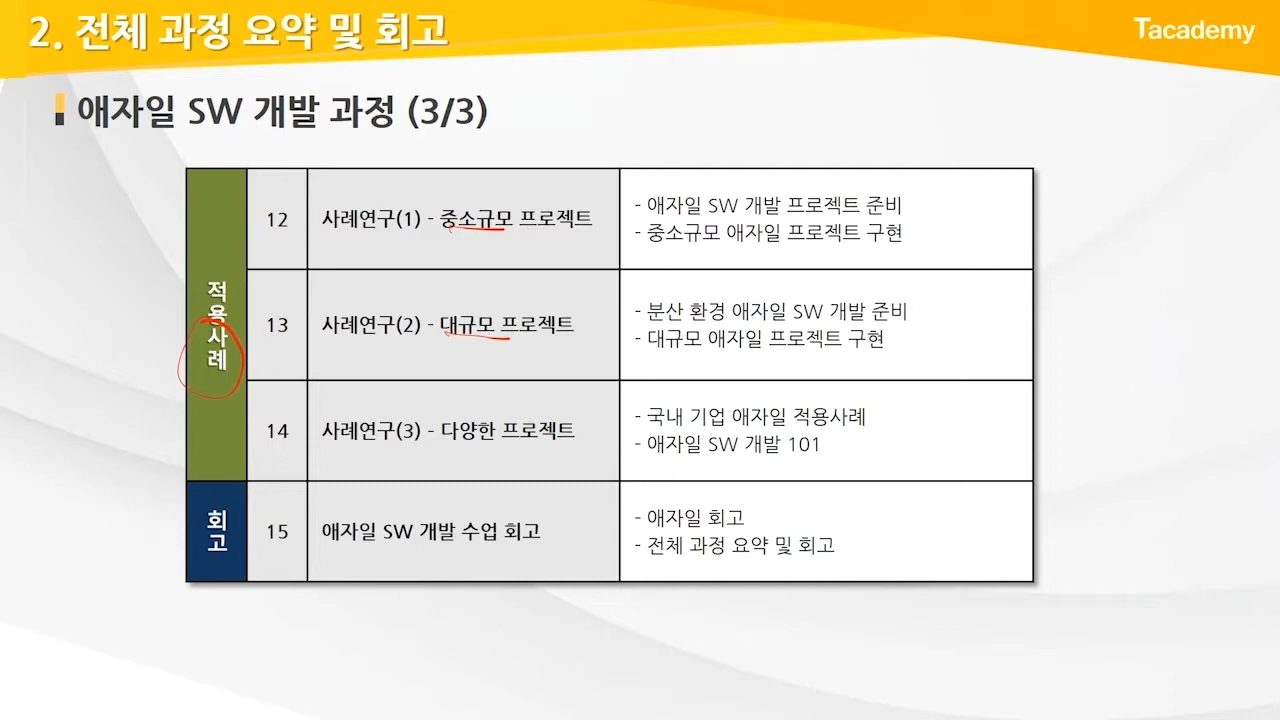 2. 전체 과정 요약 및 회고
Tacademy
애자일 SW 개발 과정 (3/3)
적용사례
12
사례연구(1) - 중소규모 프로젝트
- 애자일 SW 개발 프로젝트 준비
- 중소규모 애자일 프로젝트 구현
13
사례연구(2) - 대규모 프로젝트
- 분산 환경 애자일 SW 개발 준비
- 대규모 애자일 프로젝트 구현
14
사례연구(3) - 다양한 프로젝트
- 국내 기업 애자일 적용사례
- 애자일 SW 개발 101
회고
15
애자일 SW 개발 수업 회고
- 애자일 회고
- 전체 과정 요약 및 회고